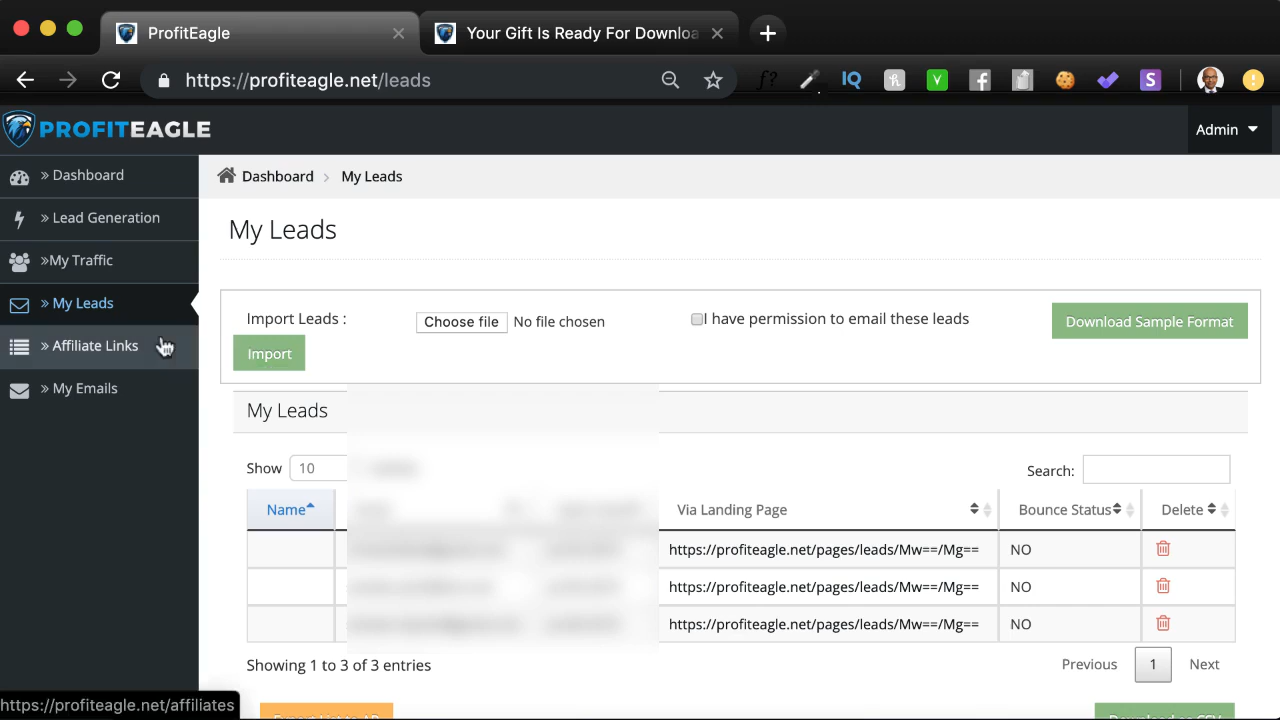 ProfitEagle
Your Gift Is Ready For Downloa
https://profiteagle.net/leads
f?
IQ
PROFITEAGLE
Admin
» Dashboard
» Lead Generation
»My Traffic
» My Leads
» Affiliate Links
» My Emails
Dashboard > My Leads
My Leads
Import Leads :
Choose file No file chosen
I have permission to email these leads
Download Sample Format
Import
My Leads
Show 10
Search:
Name Via Landing Page Bounce Status Delete
https://profiteagle.net/pages/leads/Mw==/Mg== NO
https://profiteagle.net/pages/leads/Mw==/Mg== NO
https://profiteagle.net/pages/leads/Mw==/Mg== NO
Showing 1 to 3 of 3 entries
Previous 1 Next
https://profiteagle.net/affiliates